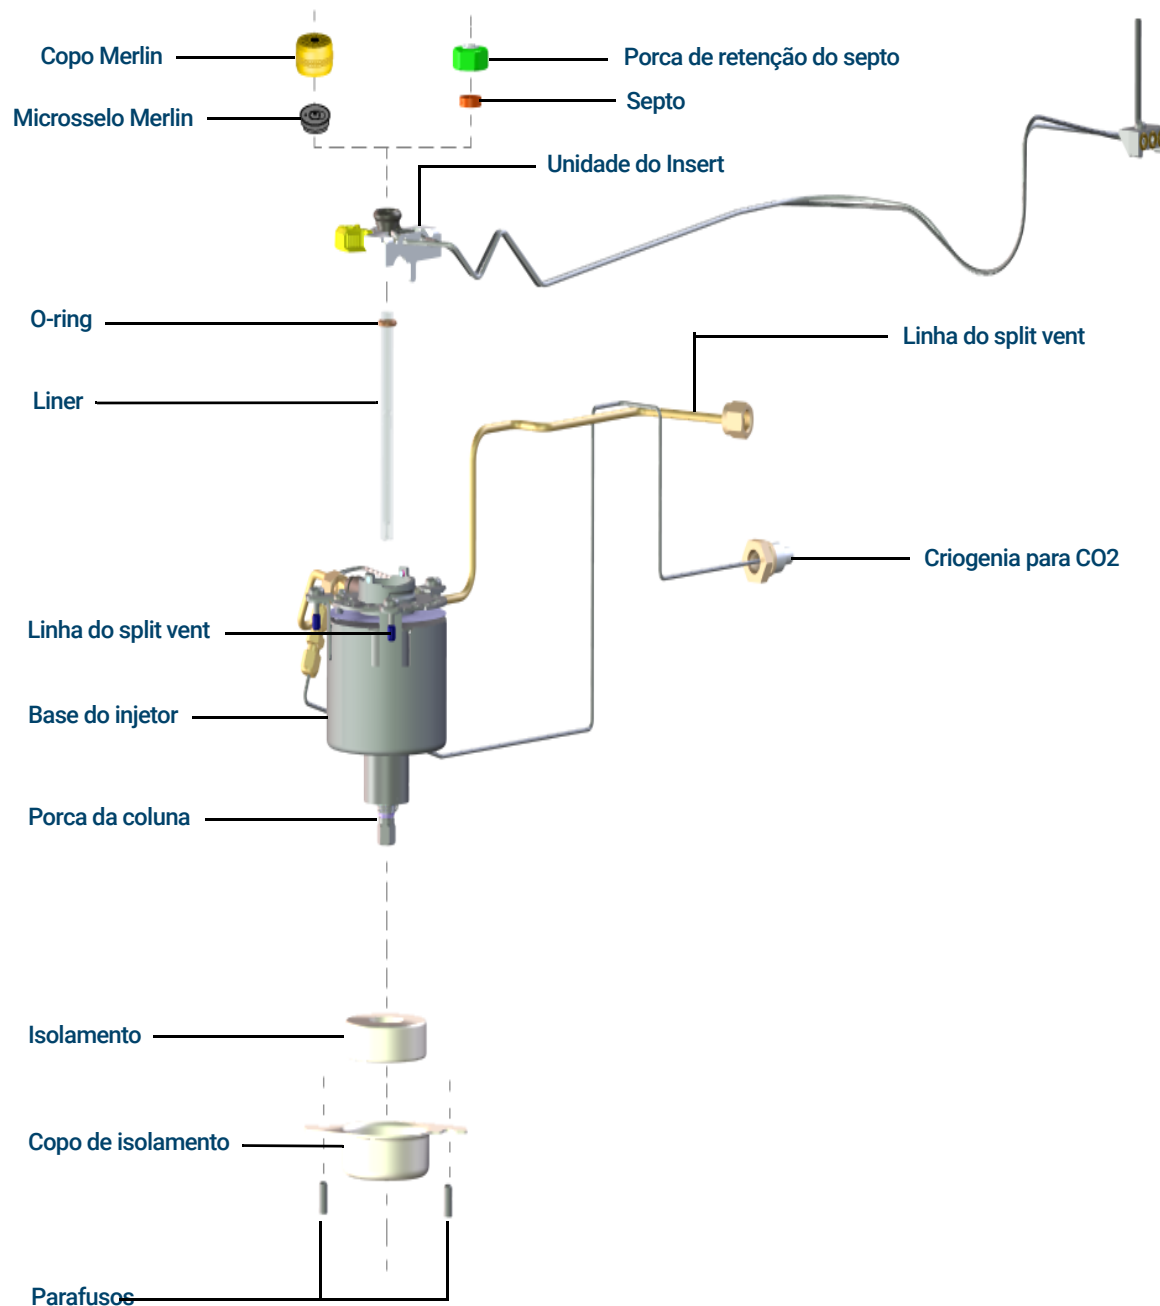 Copo Merlin
Porca de retenção do septo
Septo
Microsselo Merlin
Unidade do Insert
O-ring
Linha do split vent
Liner
Criogenia para CO2
Linha do split vent
Base do injetor
Porca da coluna
Isolamento
Copo de isolamento
Parafusos